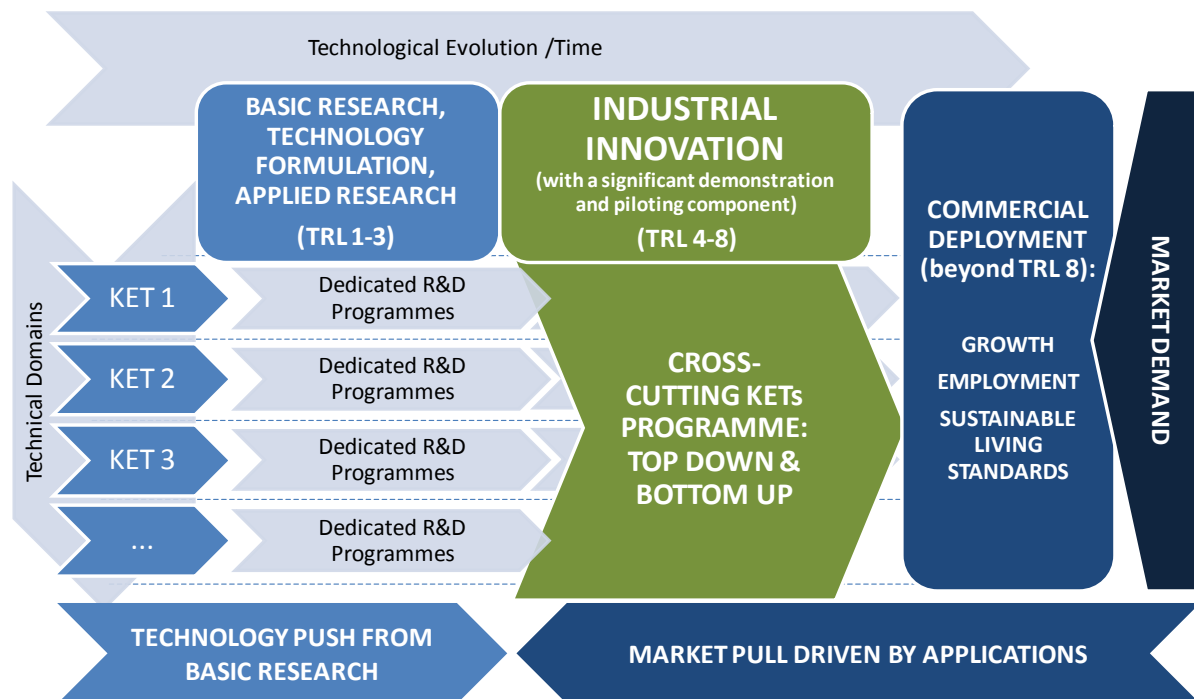 Technological Evolution /Time
BASIC RESEARCH,
TECHNOLOGY
FORMULATION,
APPLIED RESEARCH
(TRL 1-3)
INDUSTRIAL
INNOVATION
(with a significant demonstration
and piloting component)
(TRL 4-8)
COMMERCIAL
DEPLOYMENT
(beyond TRL 8):
GROWTH
EMPLOYMENT
SUSTAINABLE
LIVING
STANDARDS
MARKET DEMAND
Technical Domains
KET 1
Dedicated R&D
Programmes
KET 2
Dedicated R&D
Programmes
KET 3
Dedicated R&D
Programmes
...
Dedicated R&D
Programmes
CROSS-
CUTTING KETs
PROGRAMME:
TOP DOWN &
BOTTOM UP
TECHNOLOGY PUSH FROM
BASIC RESEARCH
MARKET PULL DRIVEN BY APPLICATIONS